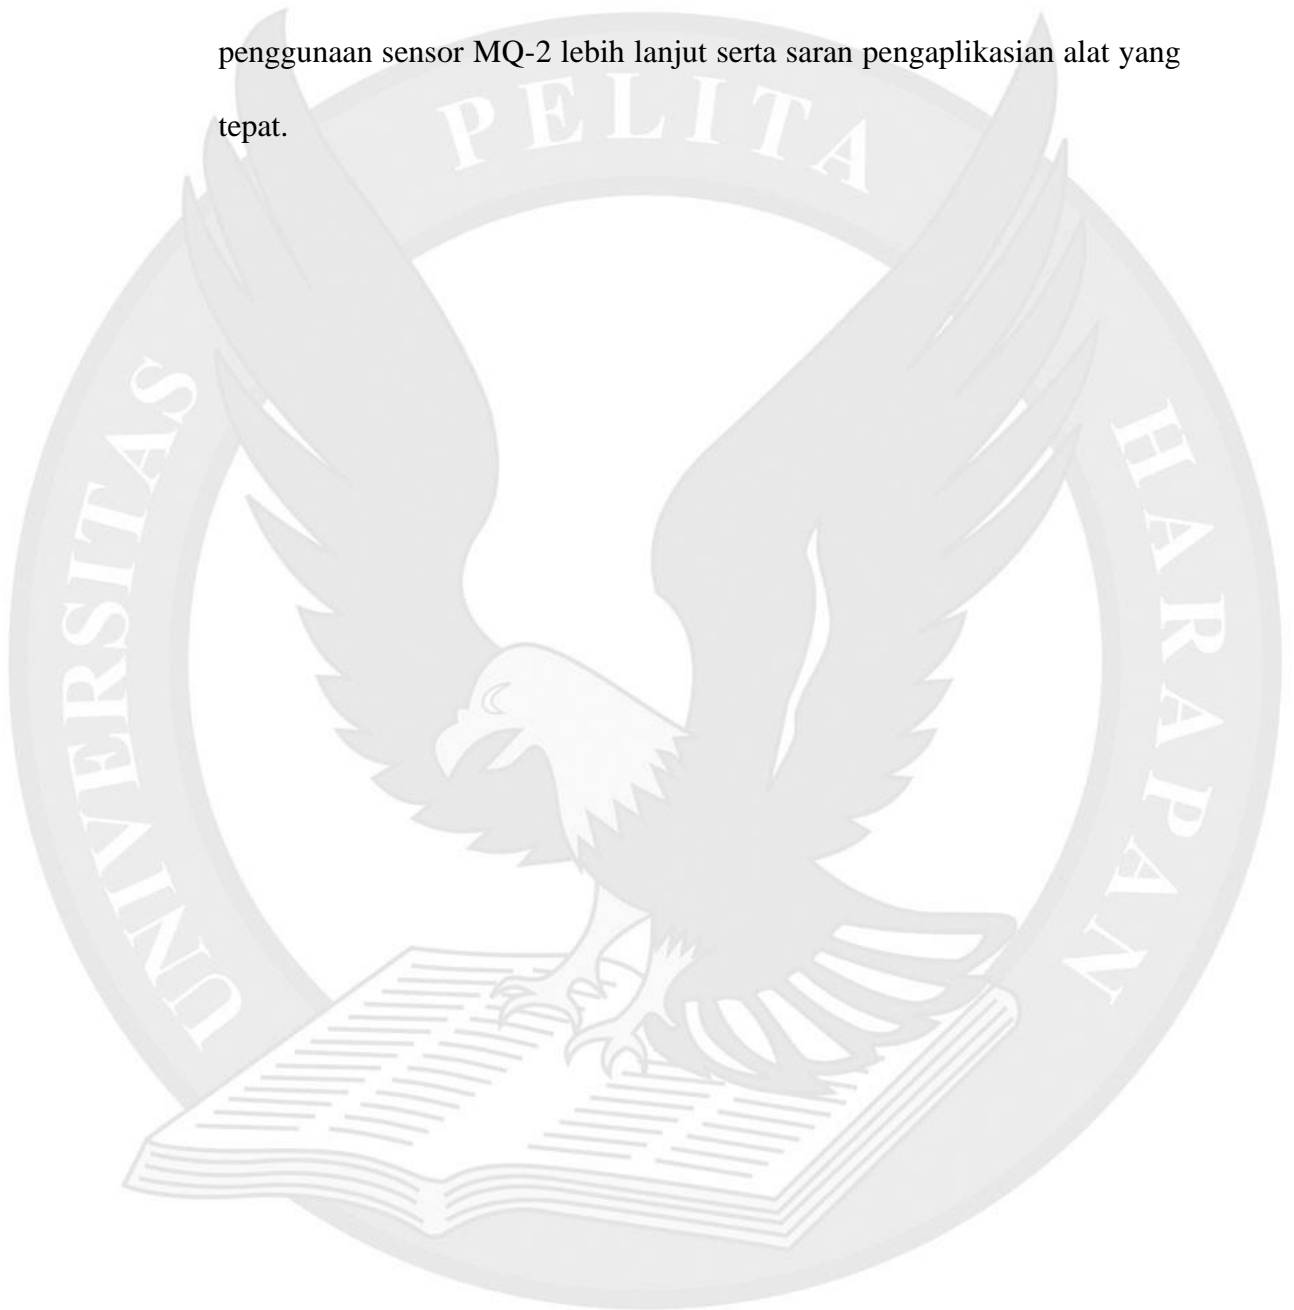 penggunaan sensor MQ-2 lebih lanjut serta saran pengaplikasian alat yang
tepat.
UNIVERSITAS PELITA HARAPAN